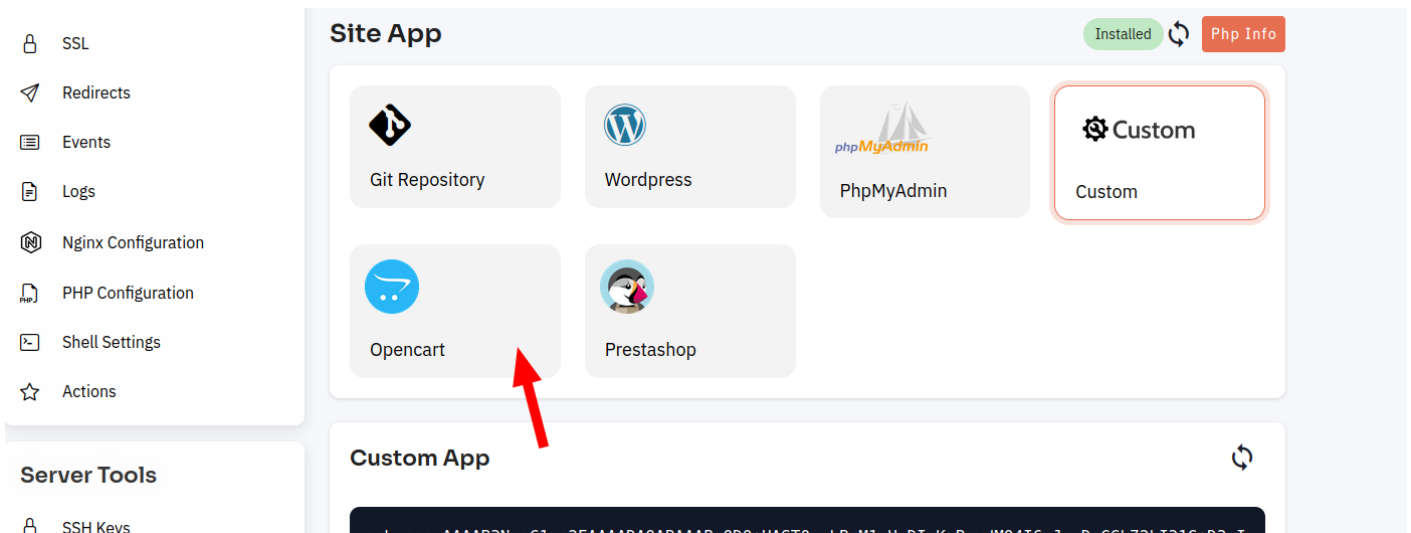 SSL
Redirects
Events
Logs
Nginx Configuration
PHP Configuration
Shell Settings
Actions
Server Tools
SSH Keys
Site App
Installed
Php Info
Git Repository
Wordpress
phpMyAdmin
PhpMyAdmin
Custom
Custom
Opencart
Prestashop
Custom App